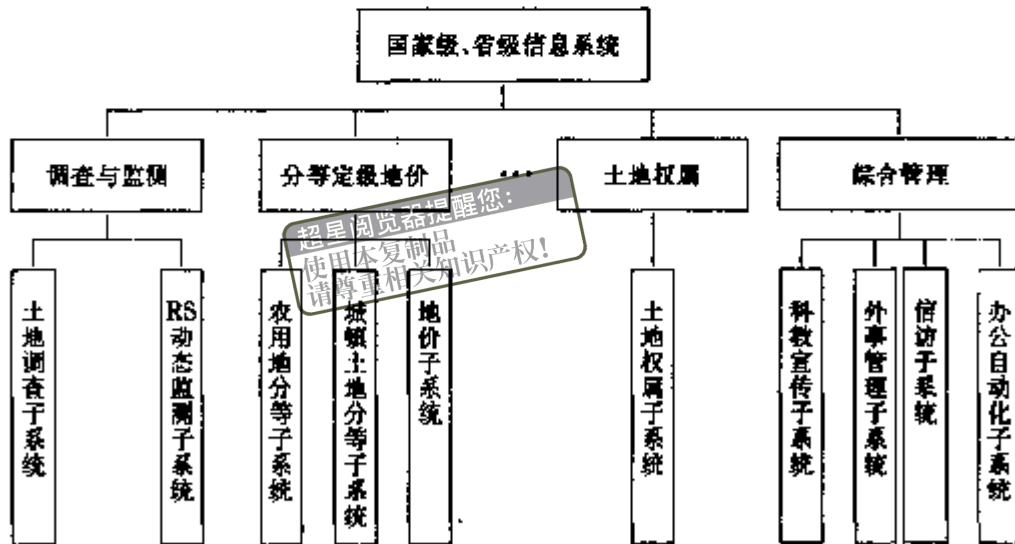 国家级、省级信息系统
调查与监测
分等定级地价
...
土地权属
综合管理
超星阅览器提醒您：
使用本复制品
请尊重相关知识产权！
土地调查子系统
RS动态监测子系统
农用地分等子系统
城镇土地分等子系统
地价子系统
土地权属子系统
科教宣传子系统
外事管理子系统
信访子系统
办公自动化子系统